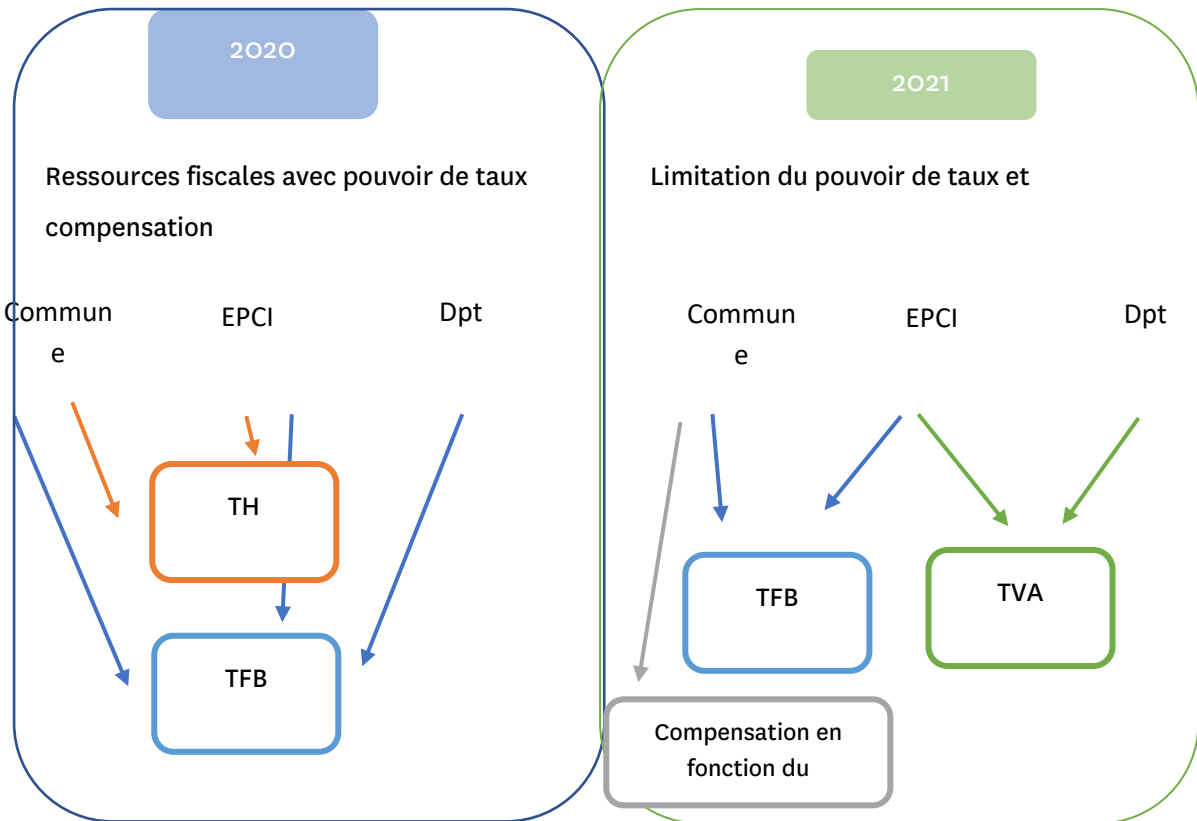 2020
Ressources fiscales avec pouvoir de taux
compensation
Commun
e
EPCI
Dpt
TH
TFB
2021
Limitation du pouvoir de taux et
Commun
e
EPCI
Dpt
TFB
TVA
Compensation en
fonction du